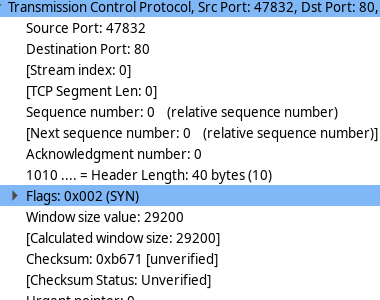 Transmission Control Protocol, Src Port: 47832, Dst Port: 80,
Source Port: 47832
Destination Port: 80
[Stream index: 0]
[TCP Segment Len: 0]
Sequence number: 0 (relative sequence number)
[Next sequence number: 0 (relative sequence number)]
Acknowledgment number: 0
1010 .... = Header Length: 40 bytes (10)
Flags: 0x002 (SYN)
Window size value: 29200
[Calculated window size: 29200]
Checksum: 0xb671 [unverified]
[Checksum Status: Unverified]
Urgent pointer: 0